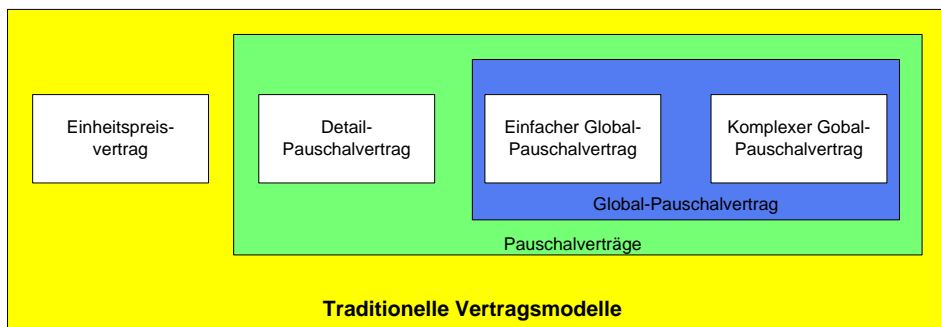 Einheitspreis-
vertrag
Detail-
Pauschalvertrag
Einfacher Global-
Pauschalvertrag
Komplexer Gobal-
Pauschalvertrag
Global-Pauschalvertrag
Pauschalverträge
Traditionelle Vertragsmodelle